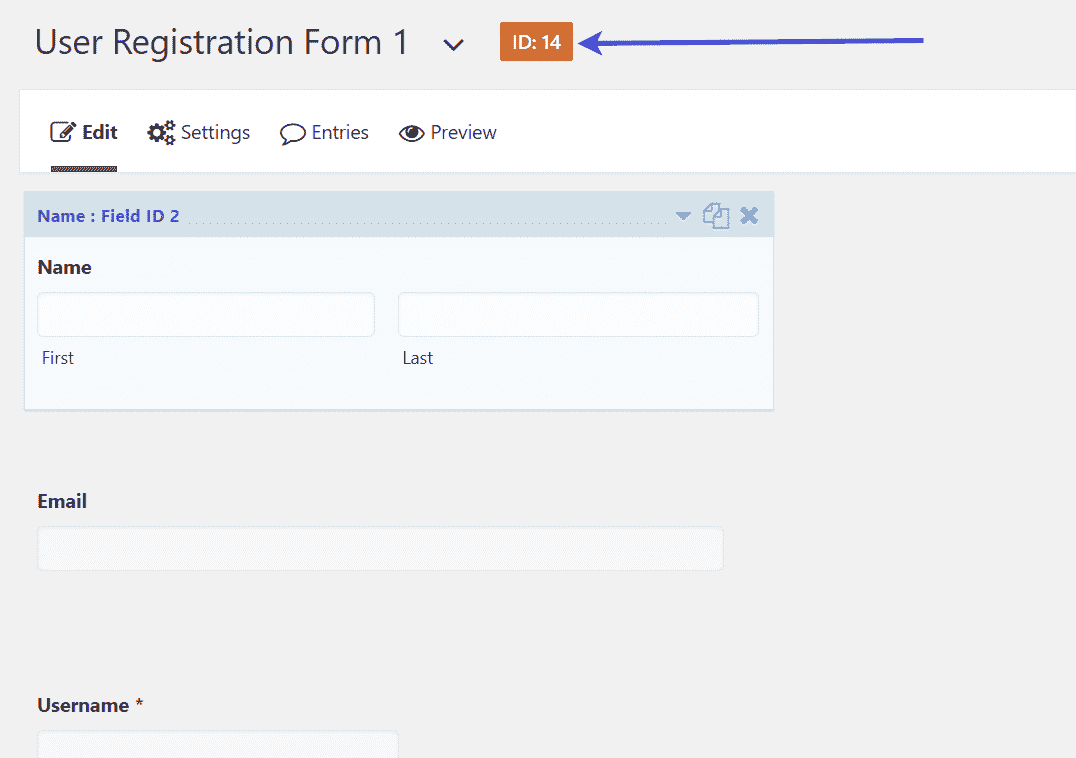 User Registration Form 1 ID: 14
Edit Settings Entries Preview
Name : Field ID 2
Name
First Last
Email
Username *